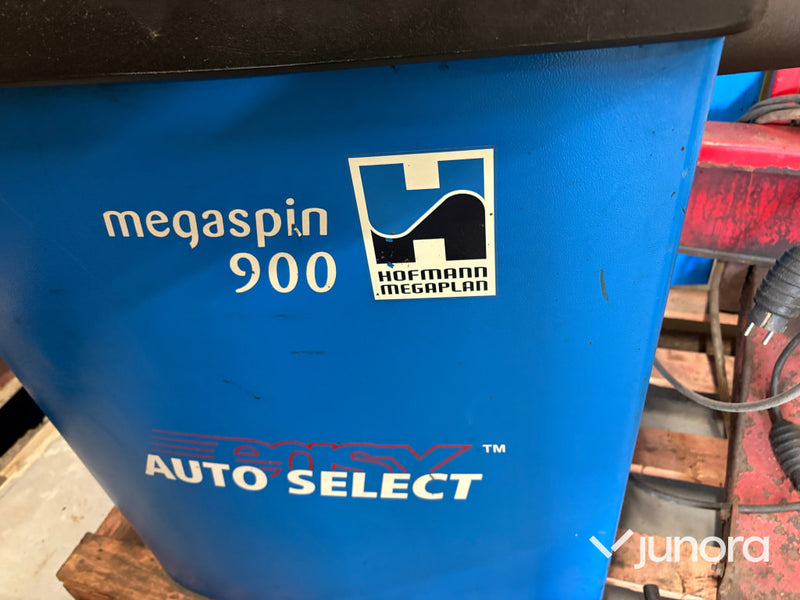 megaspin
900
HOFMANN
MEGAPLAN
easy ™
AUTO SELECT
junora